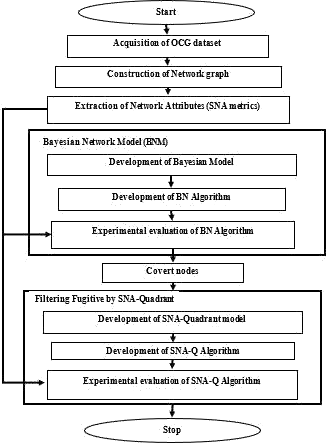 Start
Acquisition of OCG dataset
Construction of Network graph
Extraction of Network Attributes (SNA metrics)
Bayesian Network Model (BNM)
Development of Bayesian Model
Development of BN Algorithm
Experimental evaluation of BN Algorithm
Covert nodes
Filtering Fugitive by SNA-Quadrant
Development of SNA-Quadrant model
Development of SNA-Q Algorithm
Experimental evaluation of SNA-Q Algorithm
Stop